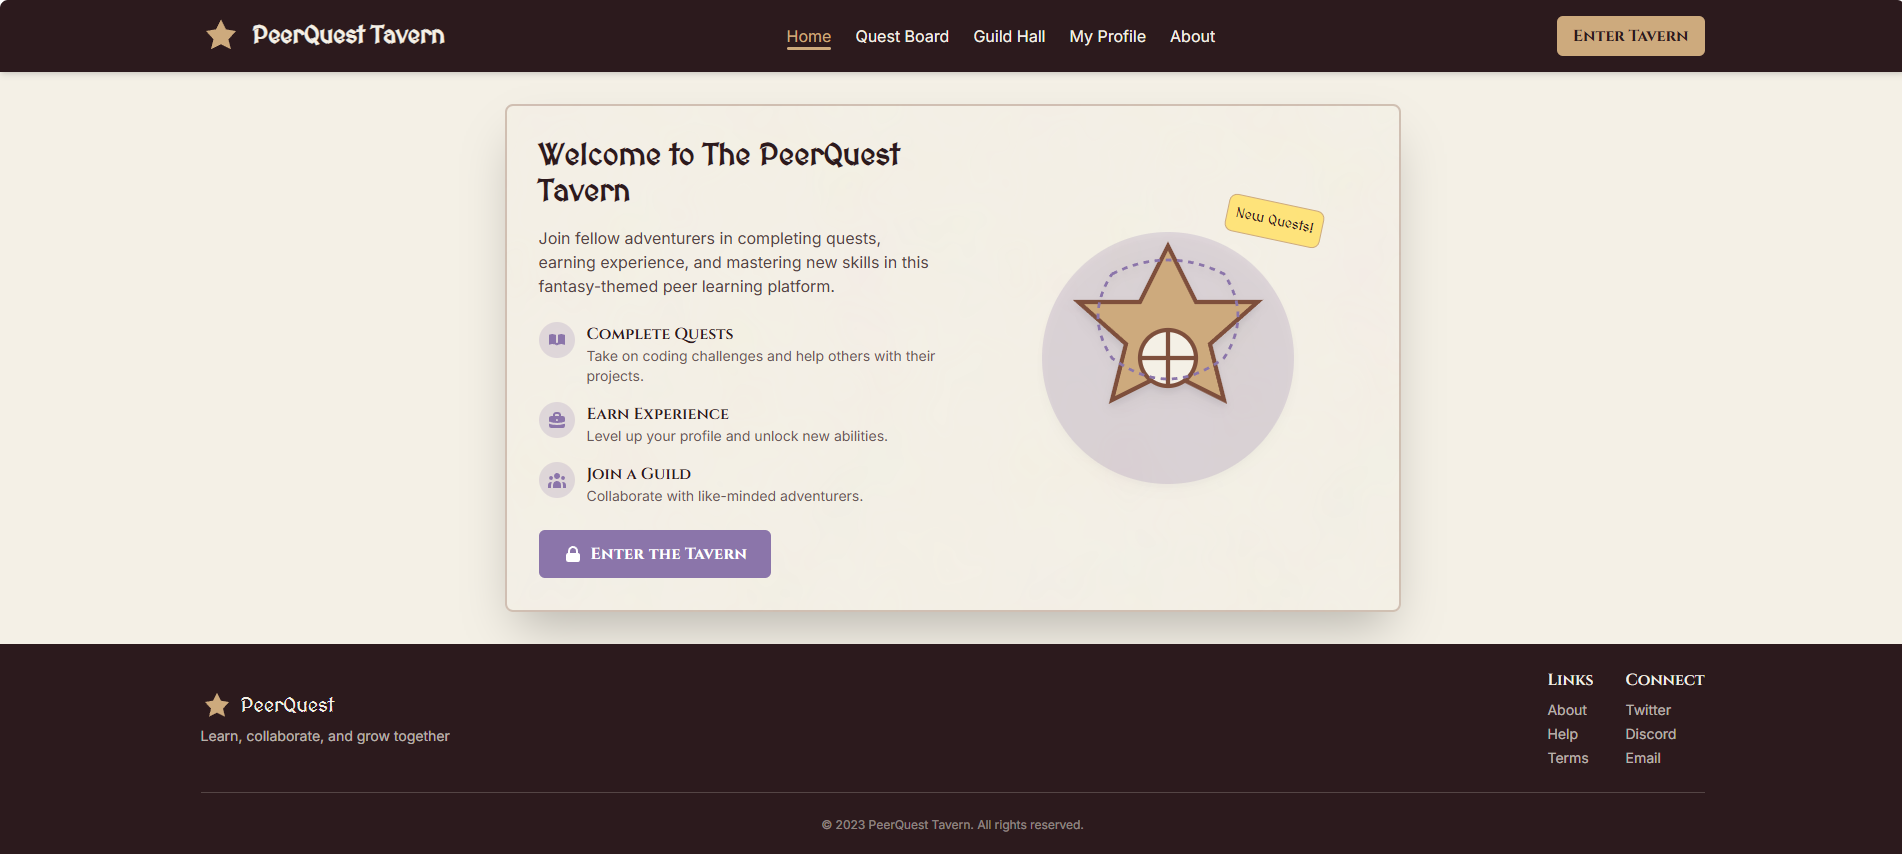 PeerQuest Tavern
Home
Quest Board
Guild Hall
My Profile
About
Enter Tavern
Welcome to The PeerQuest
Tavern
Join fellow adventurers in completing quests,
earning experience, and mastering new skills in this
fantasy-themed peer learning platform.
Complete Quests
Take on coding challenges and help others with their
projects.
Earn Experience
Level up your profile and unlock new abilities.
Join a Guild
Collaborate with like-minded adventurers.
Enter the Tavern
New Quests!
PeerQuest
Learn, collaborate, and grow together
Links
About
Help
Terms
Connect
Twitter
Discord
Email
© 2023 PeerQuest Tavern. All rights reserved.